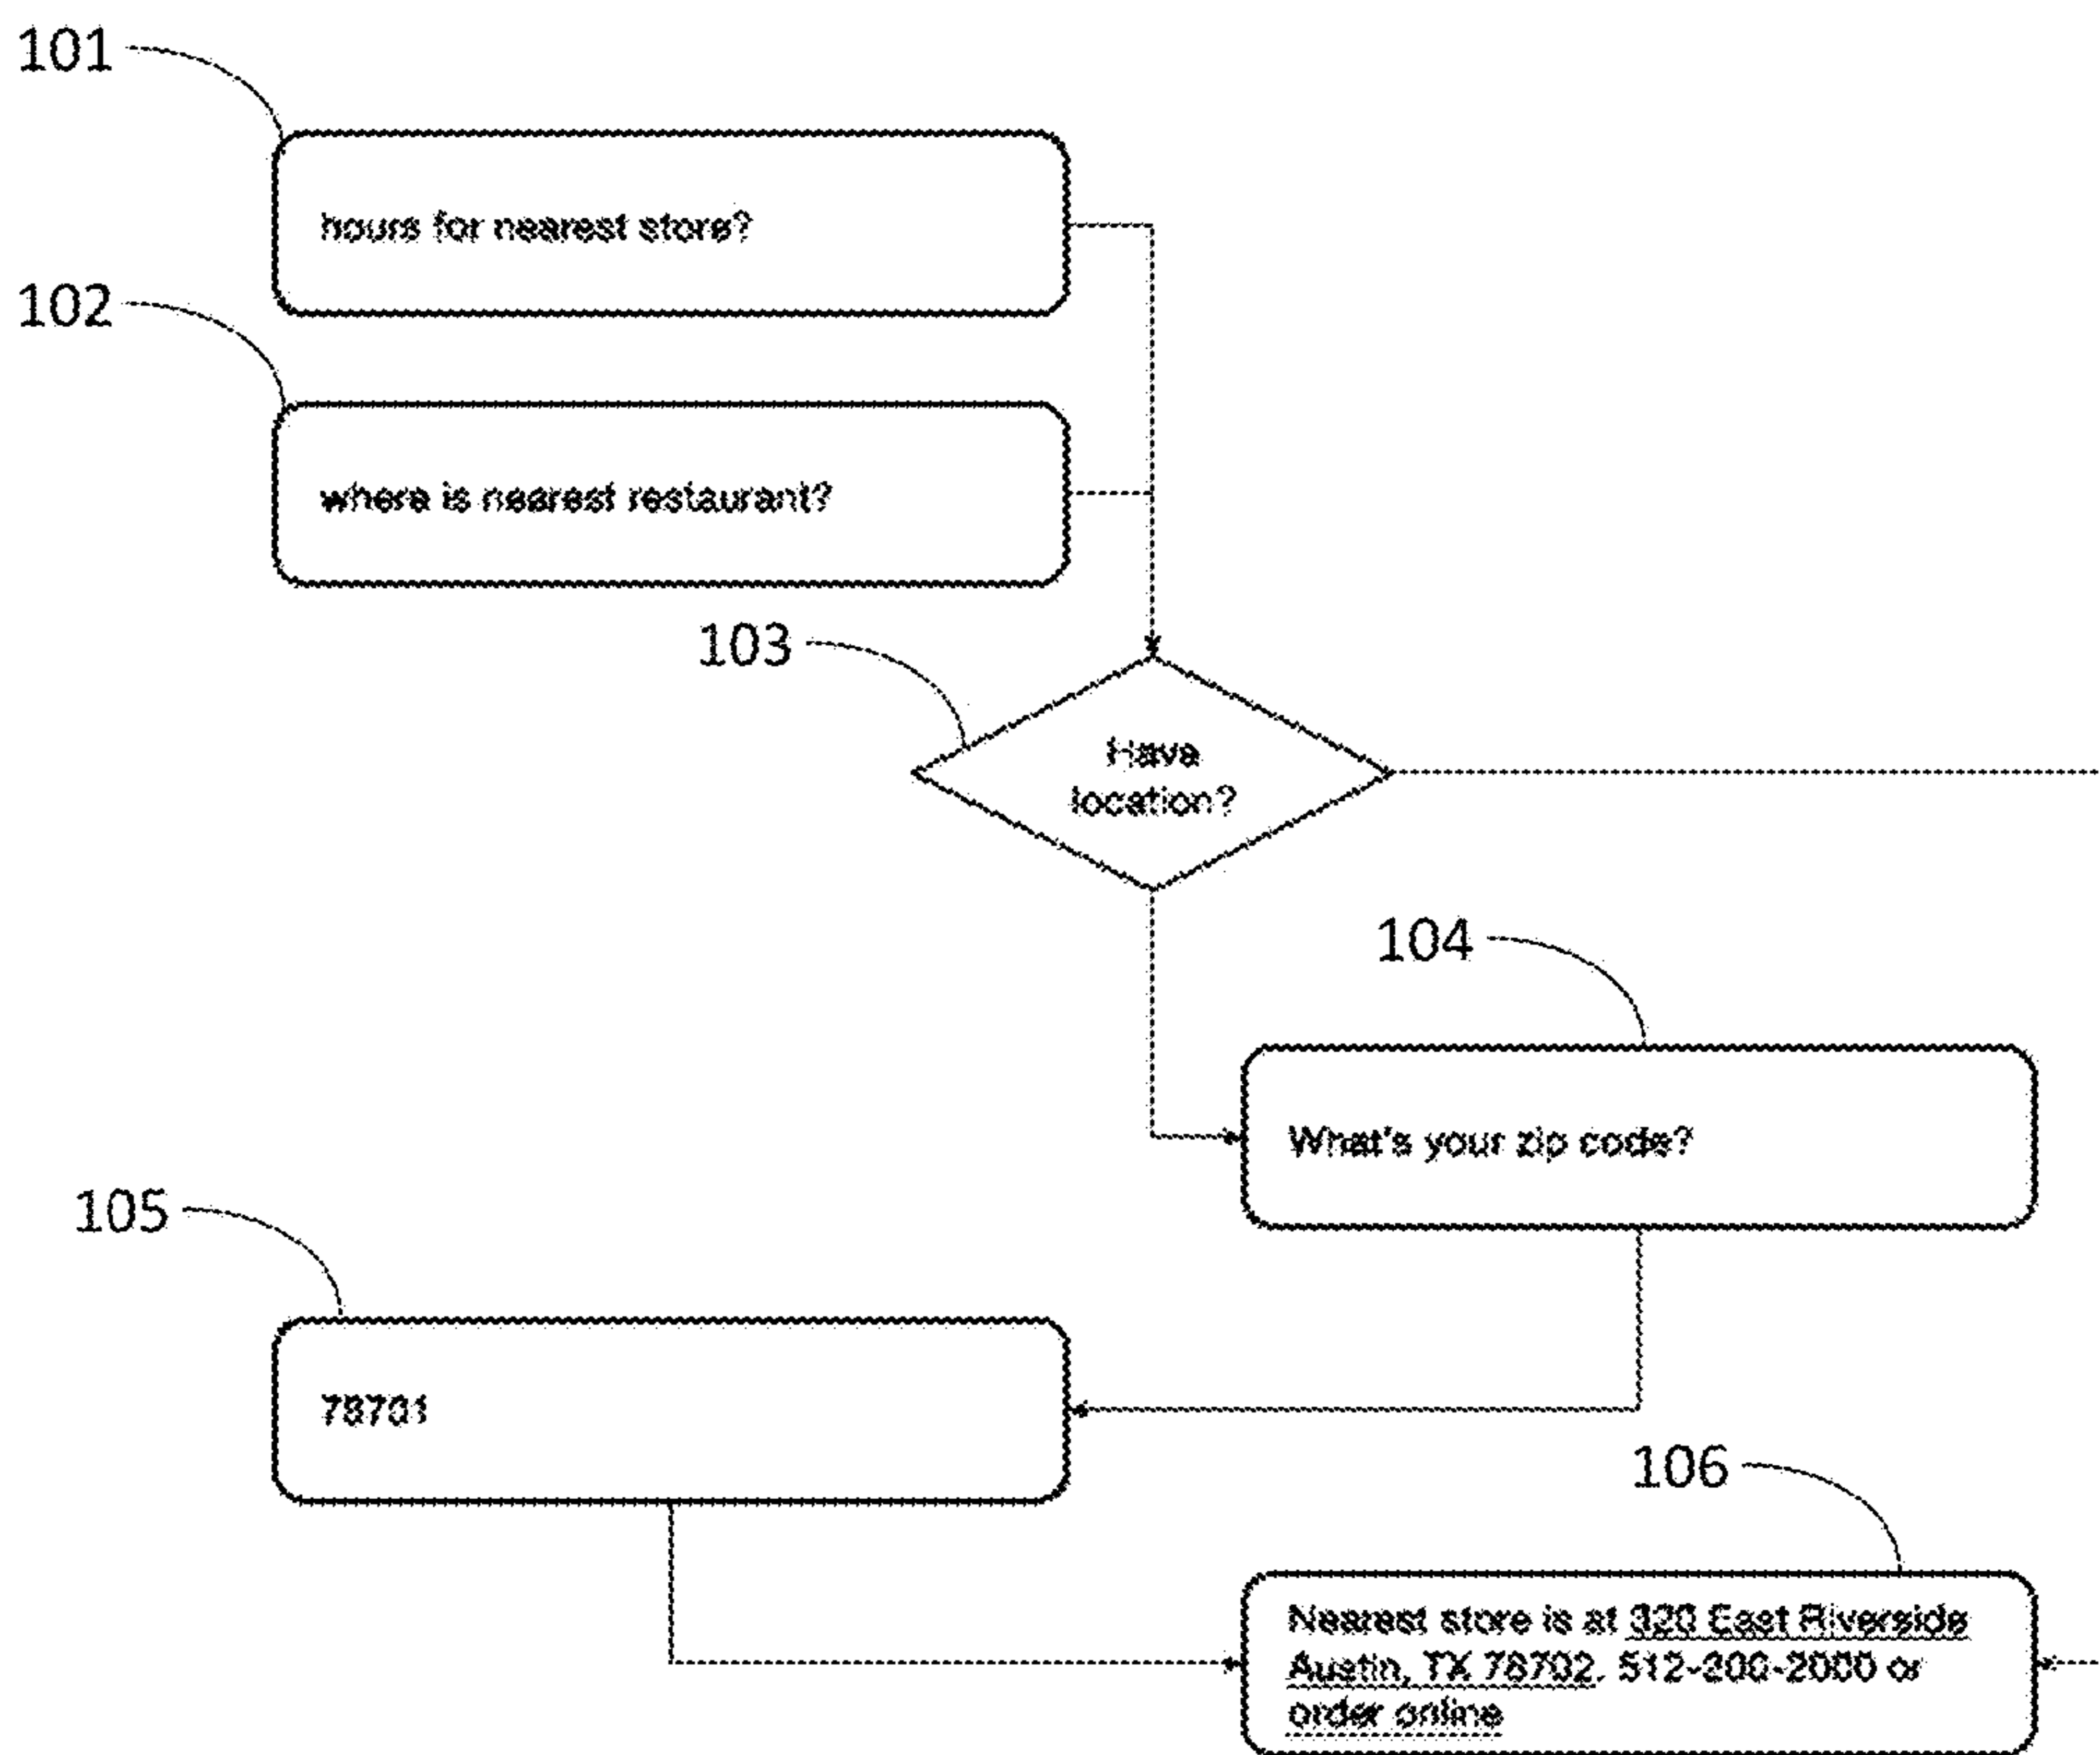 101
hours for nearest store?
102
where is nearest restaurant?
103
Have
location?
104
What's your zip code?
105
78701
106
Nearest store is at 320 East Riverside
Austin, TX 78702. 512-200-2000 or
order online